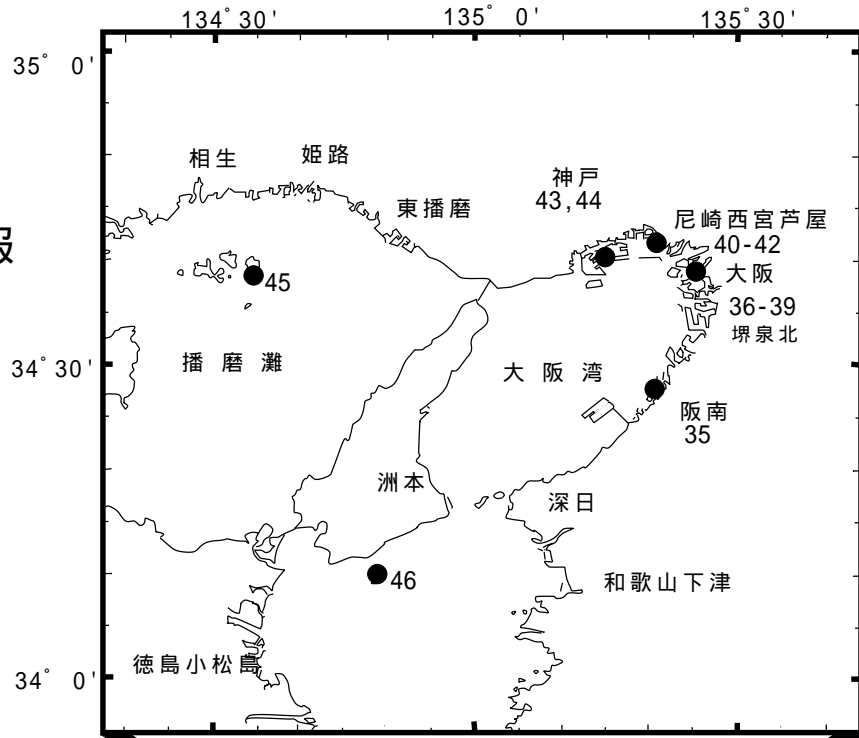 134°30'
135°0'
135°30'
35°0'
相生
姫路
神戸
43,44
東播磨
尼崎西宮芦屋
40-42
報
大阪
45
36-39
堺泉北
34°30'
播磨灘
大阪湾
阪南
35
洲本
深日
46
和歌山下津
徳島小松島
34°0'